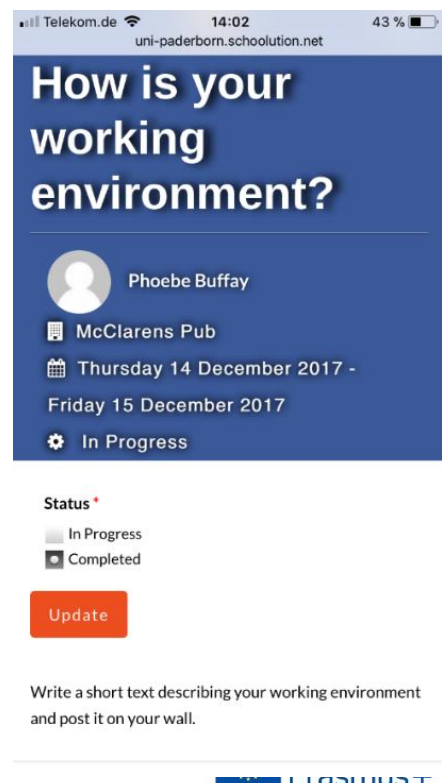 Telekom.de 14:02 43 %
uni-paderborn.schoolution.net
How is your
working
environment?
Phoebe Buffay
McClarens Pub
Thursday 14 December 2017 -
Friday 15 December 2017
In Progress
Status *
In Progress
Completed
Update
Write a short text describing your working environment
and post it on your wall.
Erasmus+